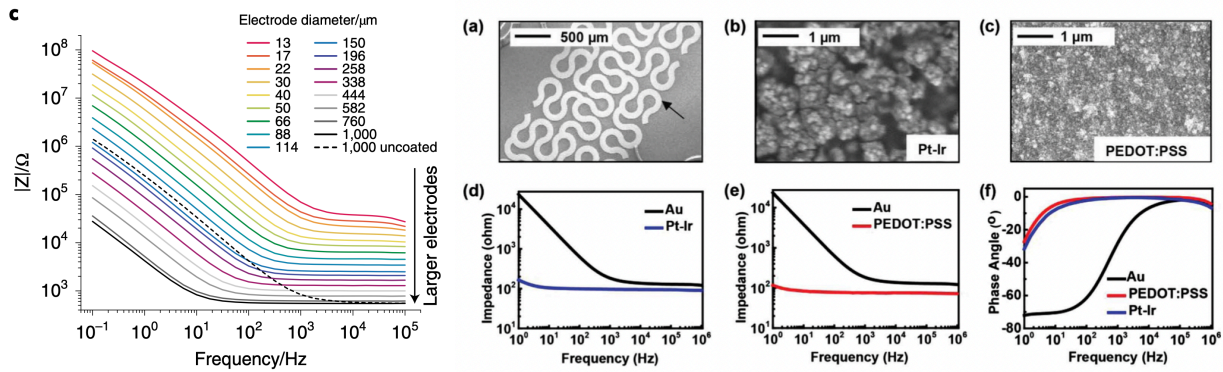 c
Electrode diameter/μm
13
17
22
30
40
50
66
88
114
150
196
258
338
444
582
760
1,000
1,000 uncoated
|Z|/Ω
10⁸
10⁷
10⁶
10⁵
10⁴
10³
Larger electrodes
10⁻¹ 10⁰ 10¹ 10² 10³ 10⁴ 10⁵
Frequency/Hz
(a)
500 μm
(b)
1 μm
Pt-Ir
(c)
1 μm
PEDOT:PSS
(d)
Impedance (ohm)
10⁴
10³
10²
10¹
Au
Pt-Ir
10⁰ 10¹ 10² 10³ 10⁴ 10⁵ 10⁶
Frequency (Hz)
(e)
Impedance (ohm)
10⁴
10³
10²
10¹
Au
PEDOT:PSS
10⁰ 10¹ 10² 10³ 10⁴ 10⁵ 10⁶
Frequency (Hz)
(f)
Phase Angle (°)
0
-20
-40
-60
-80
Au
PEDOT:PSS
Pt-Ir
10⁰ 10¹ 10² 10³ 10⁴ 10⁵ 10⁶
Frequency (Hz)